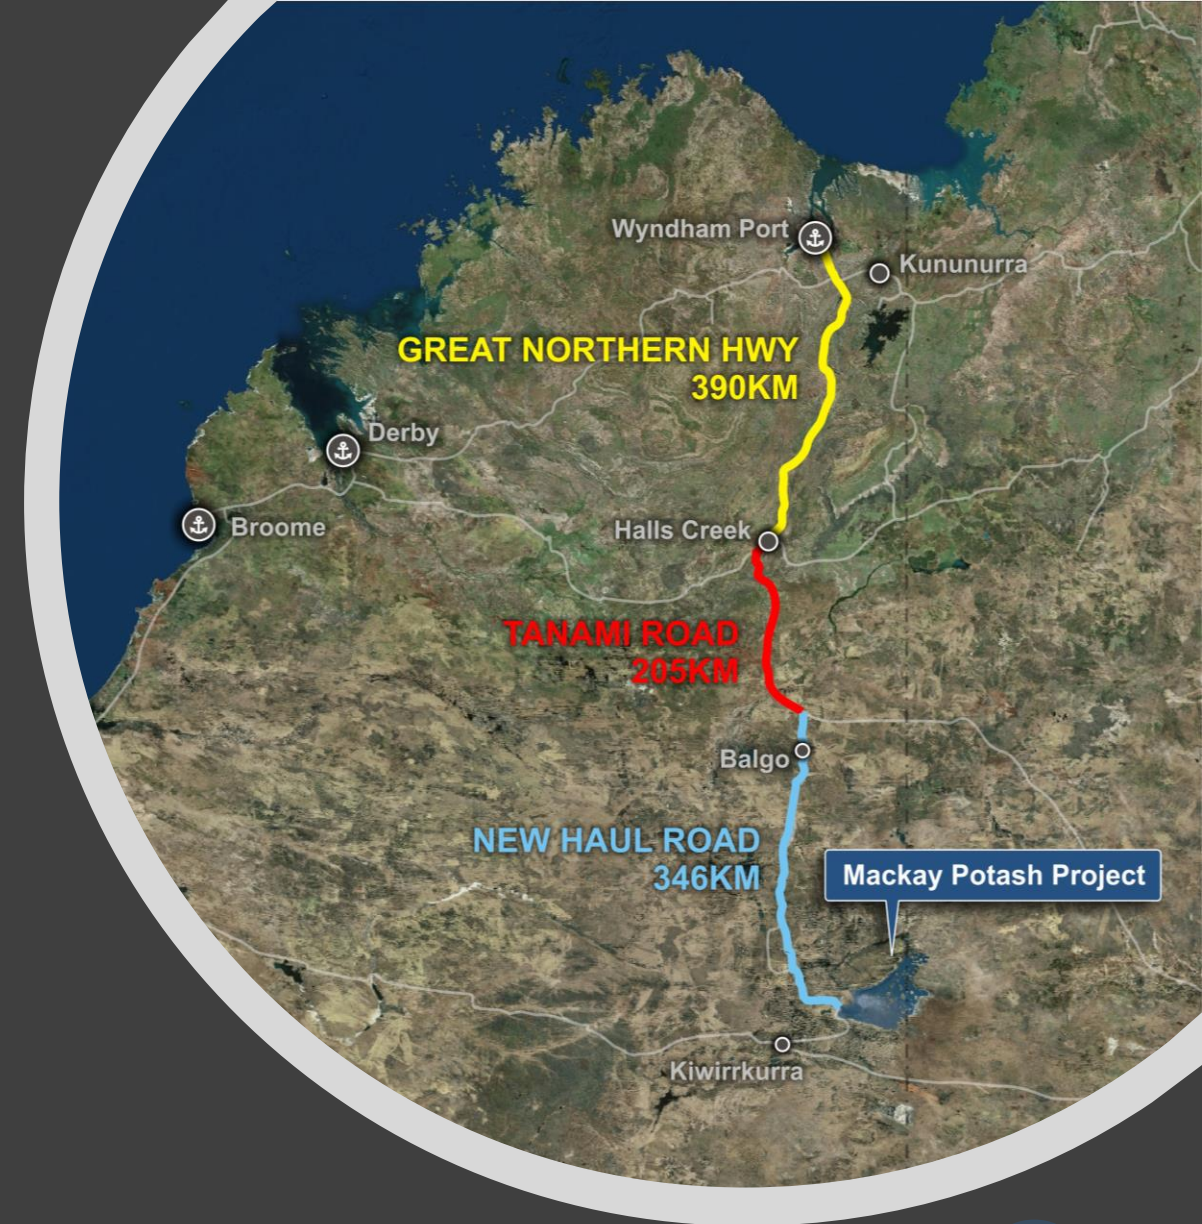 Wyndham Port
Kununurra
GREAT NORTHERN HWY
390KM
Derby
Broome
Halls Creek
TANAMI ROAD
205KM
Balgo
NEW HAUL ROAD
346KM
Mackay Potash Project
Kiwirrkurra